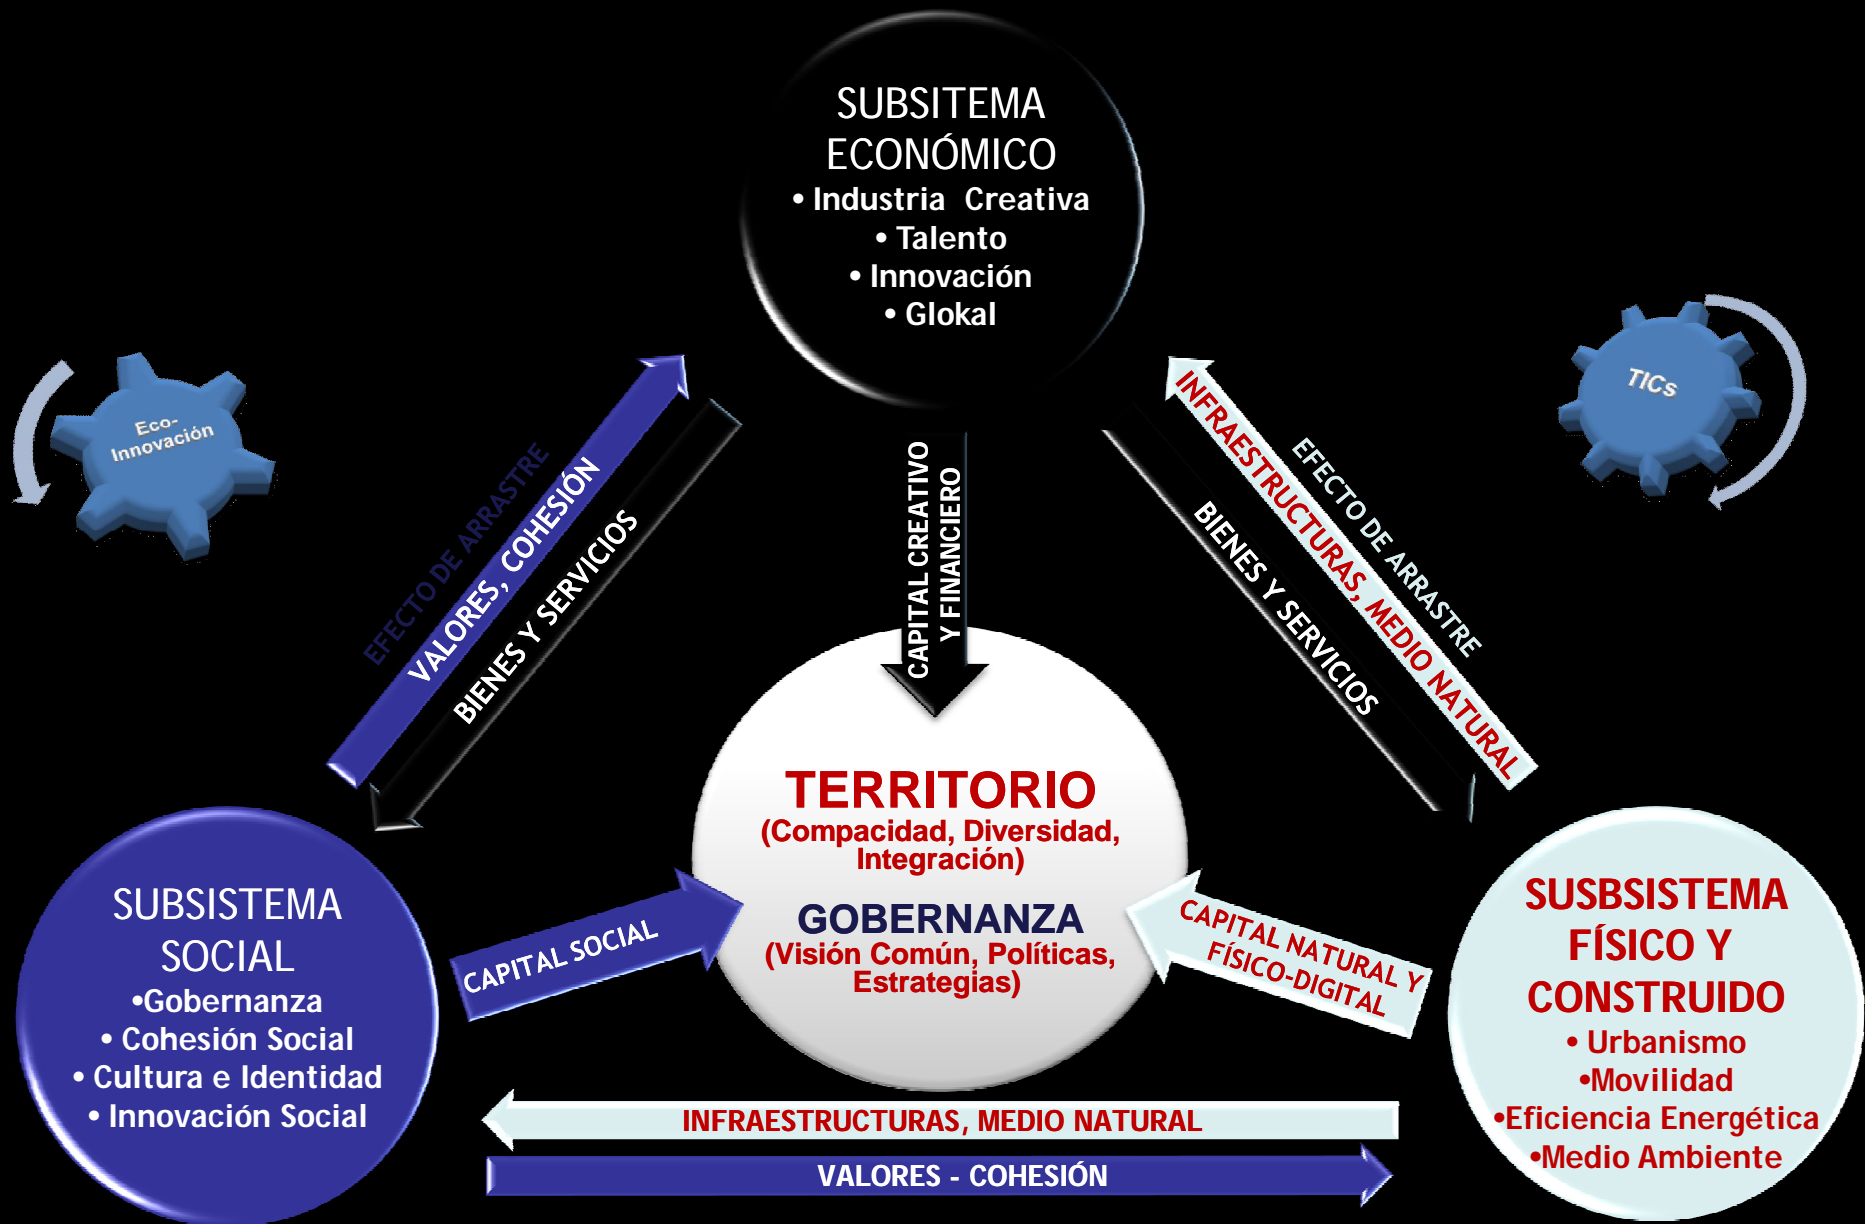 SUBSITEMA
ECONÓMICO
• Industria Creativa
• Talento
• Innovación
• Glokal
Eco-
Innovación
TICs
EFECTO DE ARRASTRE
VALORES, COHESIÓN
BIENES Y SERVICIOS
CAPITAL CREATIVO
Y FINANCIERO
INFRAESTRUCTURAS, MEDIO NATURAL
EFECTO DE ARRASTRE
BIENES Y SERVICIOS
TERRITORIO
(Compacidad, Diversidad,
Integración)
GOBERNANZA
(Visión Común, Políticas,
Estrategias)
SUBSISTEMA
SOCIAL
•Gobernanza
• Cohesión Social
• Cultura e Identidad
• Innovación Social
CAPITAL SOCIAL
CAPITAL NATURAL Y
FÍSICO-DIGITAL
SUSBSISTEMA
FÍSICO Y
CONSTRUIDO
• Urbanismo
•Movilidad
•Eficiencia Energética
•Medio Ambiente
INFRAESTRUCTURAS, MEDIO NATURAL
VALORES - COHESIÓN